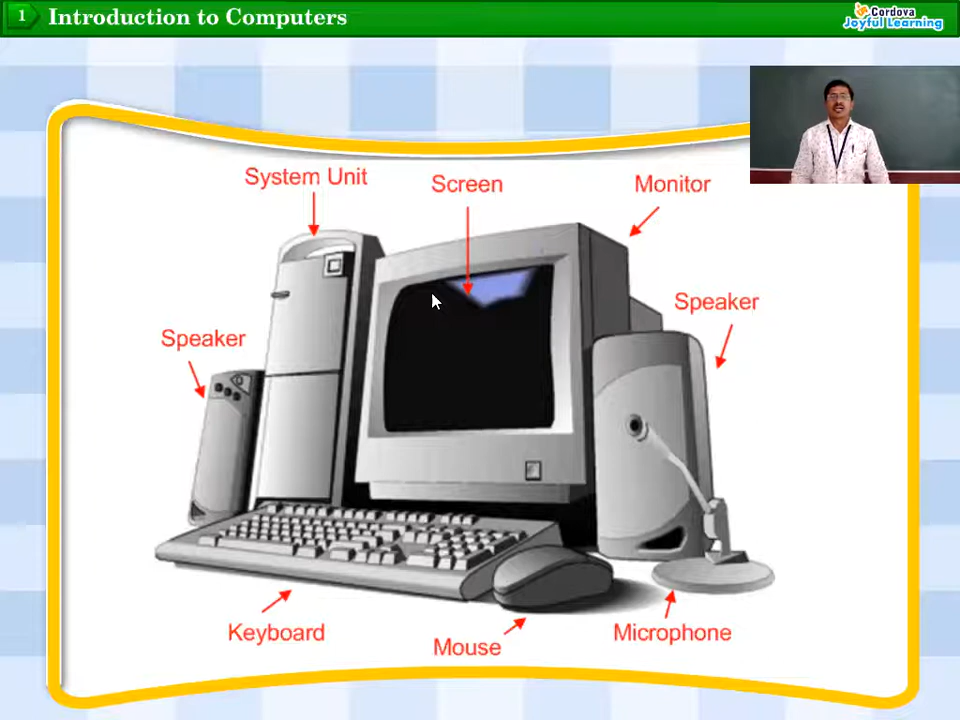 1 Introduction to Computers
Cordova
Joyful Learning
System Unit
Screen
Monitor
Speaker
Speaker
Keyboard
Mouse
Microphone